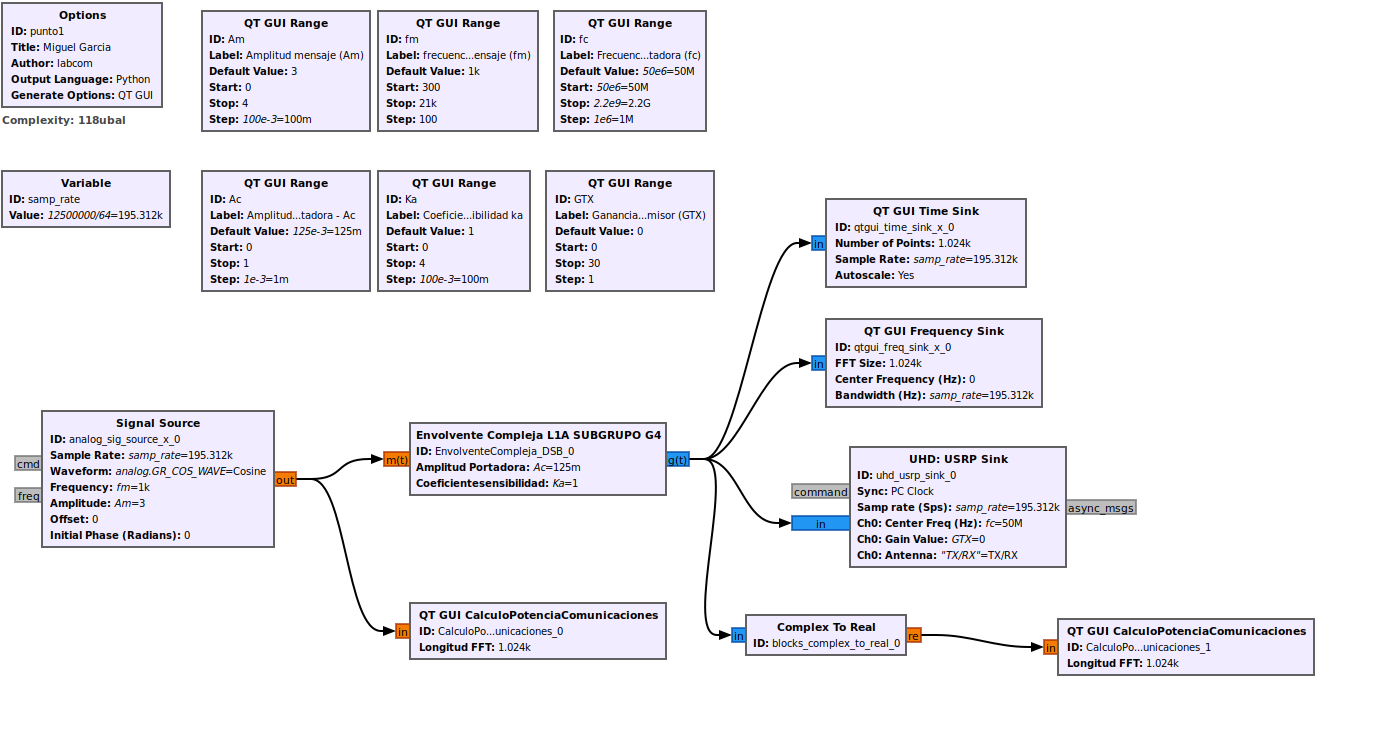 Options
ID: punto1
Title: Miguel Garcia
Author: labcom
Output Language: Python
Generate Options: QT GUI
Complexity: 118ubal
QT GUI Range
ID: Am
Label: Amplitud mensaje (Am)
Default Value: 3
Start: 0
Stop: 4
Step: 100e-3=100m
QT GUI Range
ID: fm
Label: frecuenc...ensaje (fm)
Default Value: 1k
Start: 300
Stop: 21k
Step: 100
QT GUI Range
ID: fc
Label: Frecuenc...tadora (fc)
Default Value: 50e6=50M
Start: 50e6=50M
Stop: 2.2e9=2.2G
Step: 1e6=1M
Variable
ID: samp_rate
Value: 12500000/64=195.312k
QT GUI Range
ID: Ac
Label: Amplitud...tadora - Ac
Default Value: 125e-3=125m
Start: 0
Stop: 1
Step: 1e-3=1m
QT GUI Range
ID: Ka
Label: Coeficie...ibilidad ka
Default Value: 1
Start: 0
Stop: 4
Step: 100e-3=100m
QT GUI Range
ID: GTX
Label: Ganancia...misor (GTX)
Default Value: 0
Start: 0
Stop: 30
Step: 1
QT GUI Time Sink
ID: qtgui_time_sink_x_0
Number of Points: 1.024k
Sample Rate: samp_rate=195.312k
Autoscale: Yes
in
QT GUI Frequency Sink
ID: qtgui_freq_sink_x_0
FFT Size: 1.024k
Center Frequency (Hz): 0
Bandwidth (Hz): samp_rate=195.312k
in
Signal Source
ID: analog_sig_source_x_0
Sample Rate: samp_rate=195.312k
Waveform: analog.GR_COS_WAVE=Cosine
Frequency: fm=1k
Amplitude: Am=3
Offset: 0
Initial Phase (Radians): 0
cmd
freq
out
Envolvente Compleja L1A SUBGRUPO G4
ID: EnvolventeCompleja_DSB_0
Amplitud Portadora: Ac=125m
Coeficientesensibilidad: Ka=1
m(t)
g(t)
UHD: USRP Sink
ID: uhd_usrp_sink_0
Sync: PC Clock
Samp rate (Sps): samp_rate=195.312k
Ch0: Center Freq (Hz): fc=50M
Ch0: Gain Value: GTX=0
Ch0: Antenna: "TX/RX"=TX/RX
command
in
async_msgs
QT GUI CalculoPotenciaComunicaciones
ID: CalculoPo...unicaciones_0
Longitud FFT: 1.024k
in
Complex To Real
ID: blocks_complex_to_real_0
in
re
QT GUI CalculoPotenciaComunicaciones
ID: CalculoPo...unicaciones_1
Longitud FFT: 1.024k
in